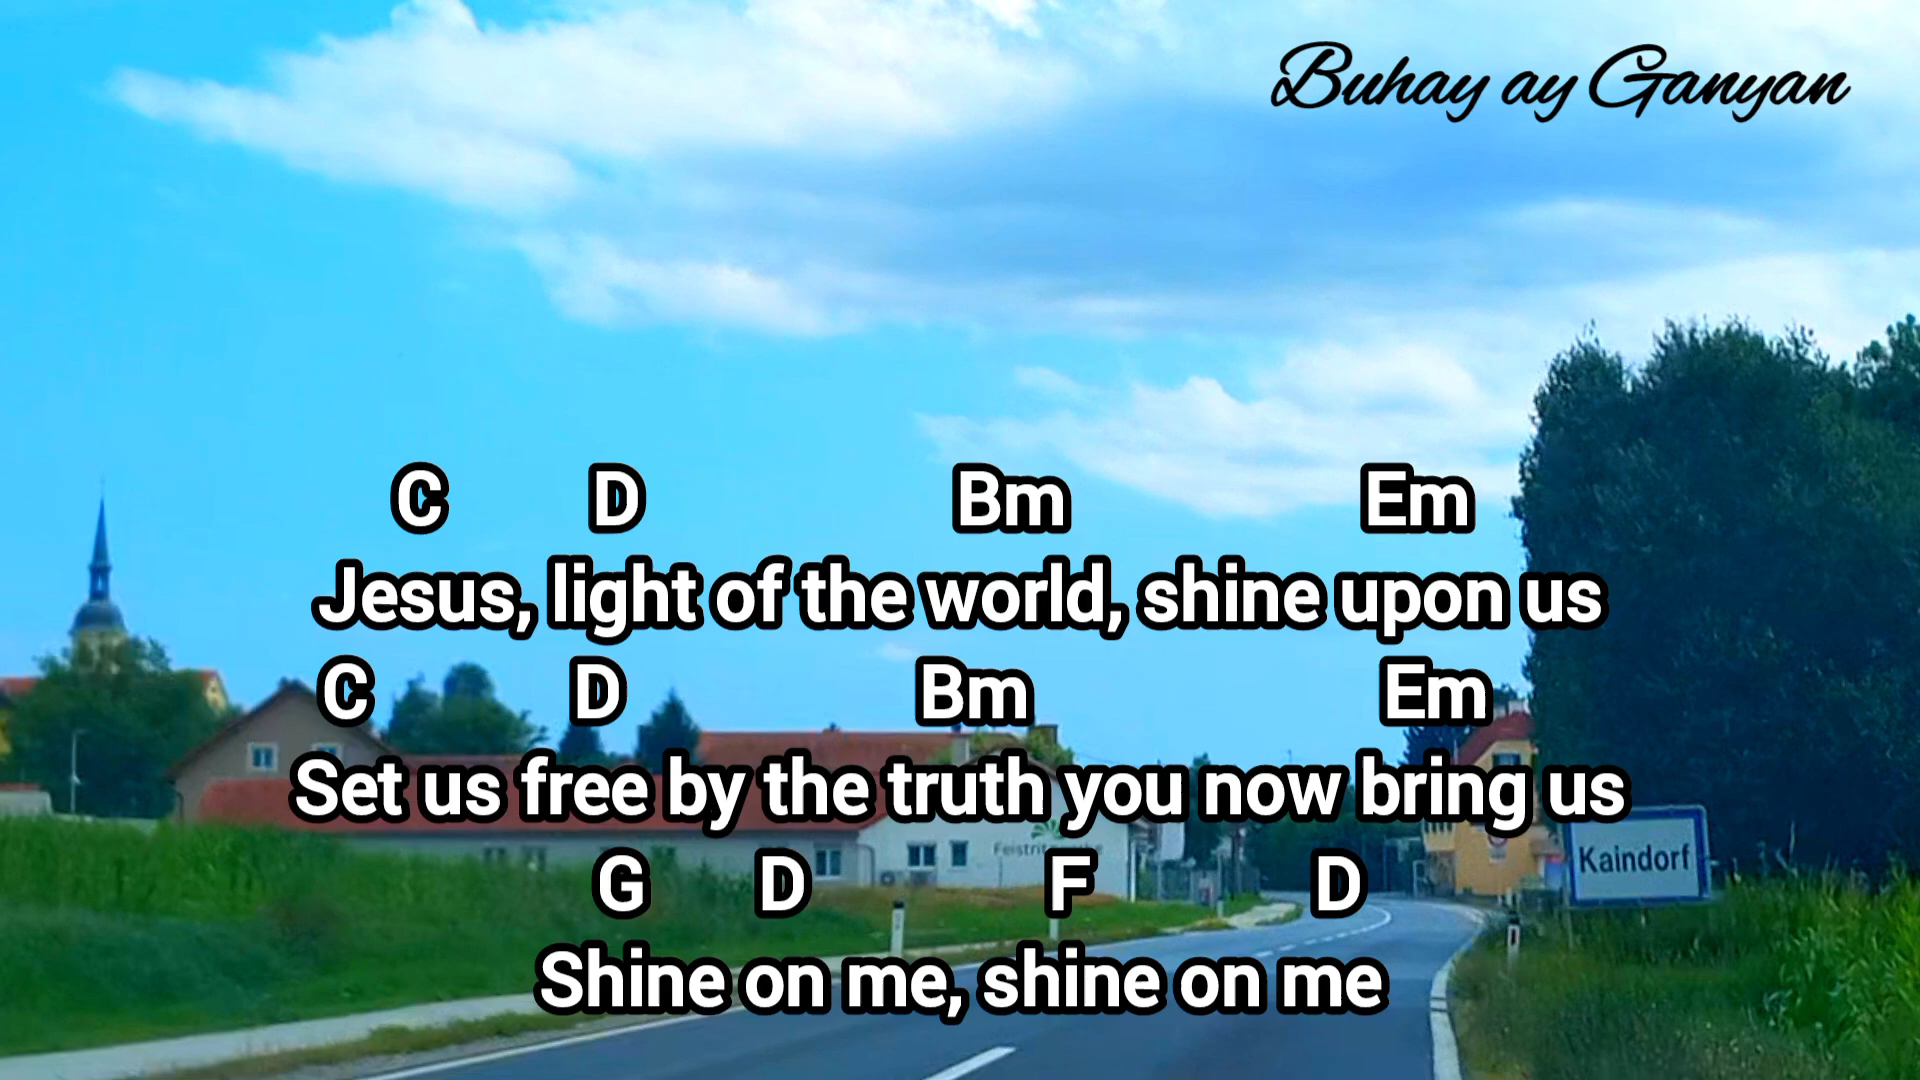 Buhay ay Ganyan
C D Bm Em
Jesus, light of the world, shine upon us
C D Bm Em
Set us free by the truth you now bring us
G D F D
Shine on me, shine on me
Kaindorf